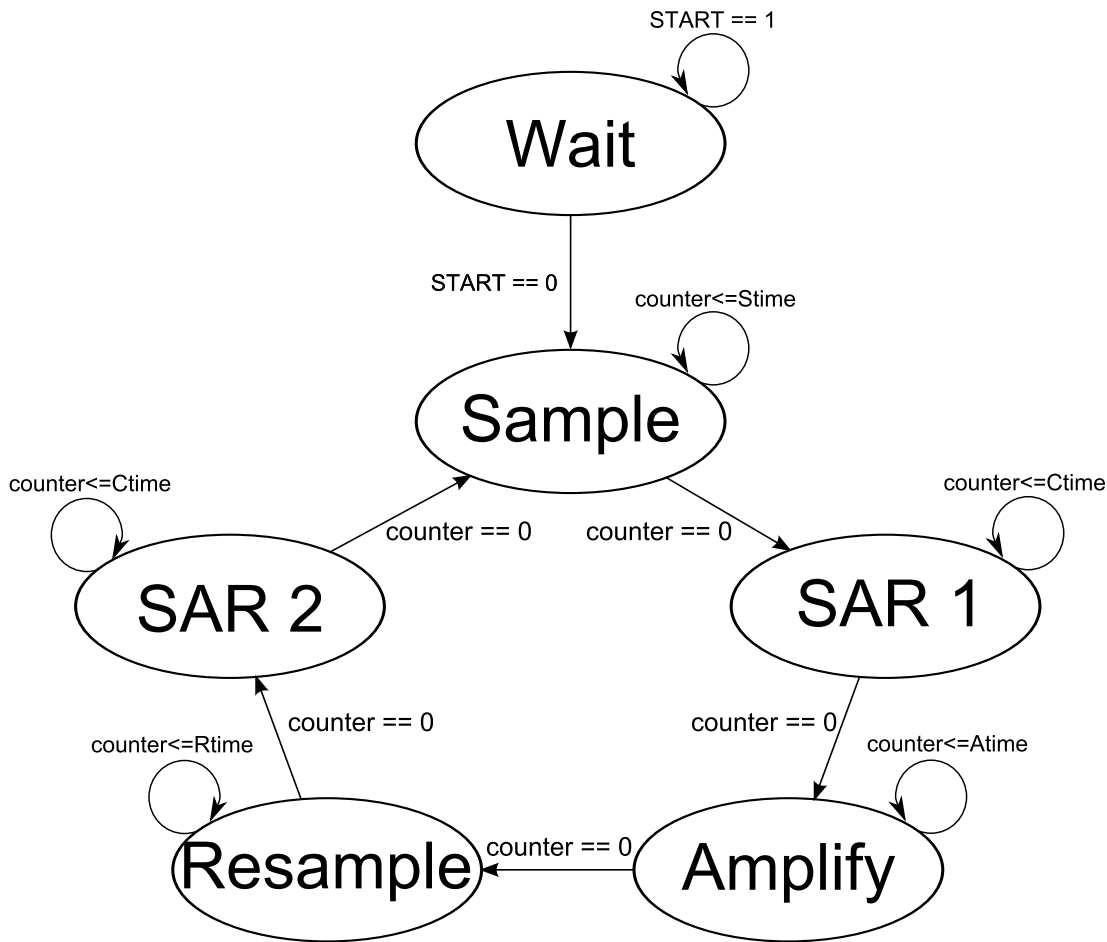 START == 1
Wait
START == 0
counter<=Stime
Sample
counter<=Ctime
counter == 0
counter == 0
counter<=Ctime
SAR 2
SAR 1
counter == 0
counter == 0
counter<=Rtime
counter<=Atime
Resample
counter == 0
Amplify